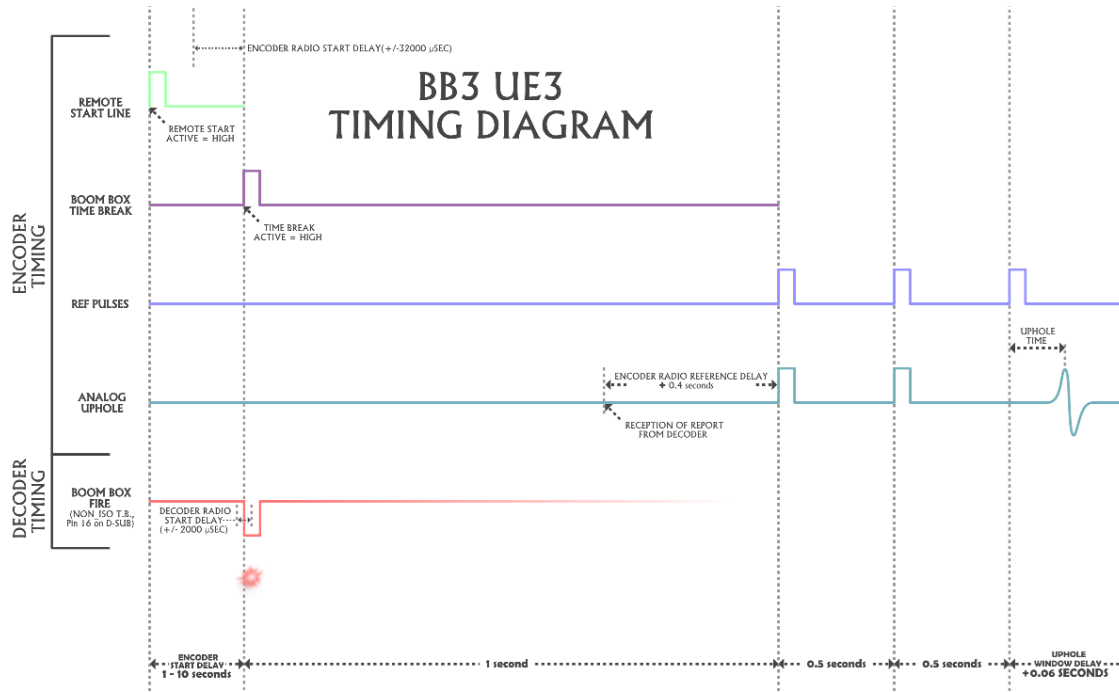 ENCODER RADIO START DELAY(+/-32000 µSEC)
BB3 UE3
TIMING DIAGRAM
REMOTE
START LINE
REMOTE START
ACTIVE = HIGH
BOOM BOX
TIME BREAK
TIME BREAK
ACTIVE = HIGH
ENCODER
TIMING
REF PULSES
UPHOLE
TIME
ENCODER RADIO REFERENCE DELAY
+ 0.4 seconds
ANALOG
UPHOLE
RECEPTION OF REPORT
FROM DECODER
DECODER
TIMING
BOOM BOX
FIRE
(NON ISO T.B.,
Pin 16 on D-SUB)
DECODER RADIO
START DELAY
(+/- 2000 µSEC)
ENCODER
START DELAY
1 - 10 seconds
1 second
0.5 seconds
0.5 seconds
UPHOLE
WINDOW DELAY
+0.06 SECONDS